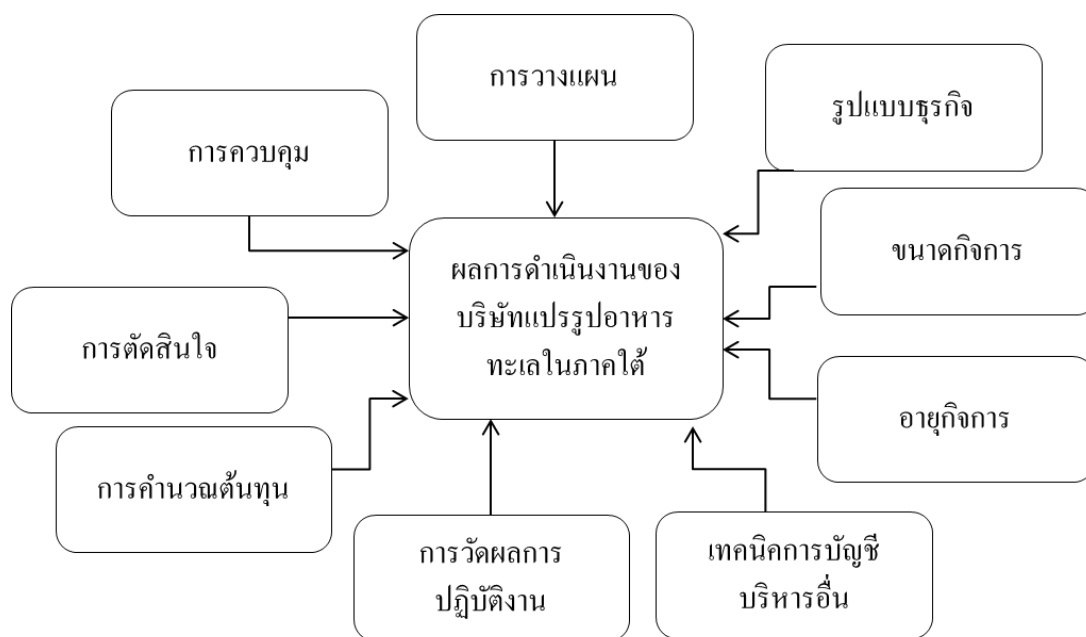 การวางแผน
รูปแบบธุรกิจ
การควบคุม
ขนาดกิจการ
ผลการดำเนินงานของ
บริษัทแปรรูปอาหาร
ทะเลในภาคใต้
การตัดสินใจ
อายุกิจการ
การคำนวณต้นทุน
การวัดผลการ
ปฏิบัติงาน
เทคนิคการบัญชี
บริหารอื่น